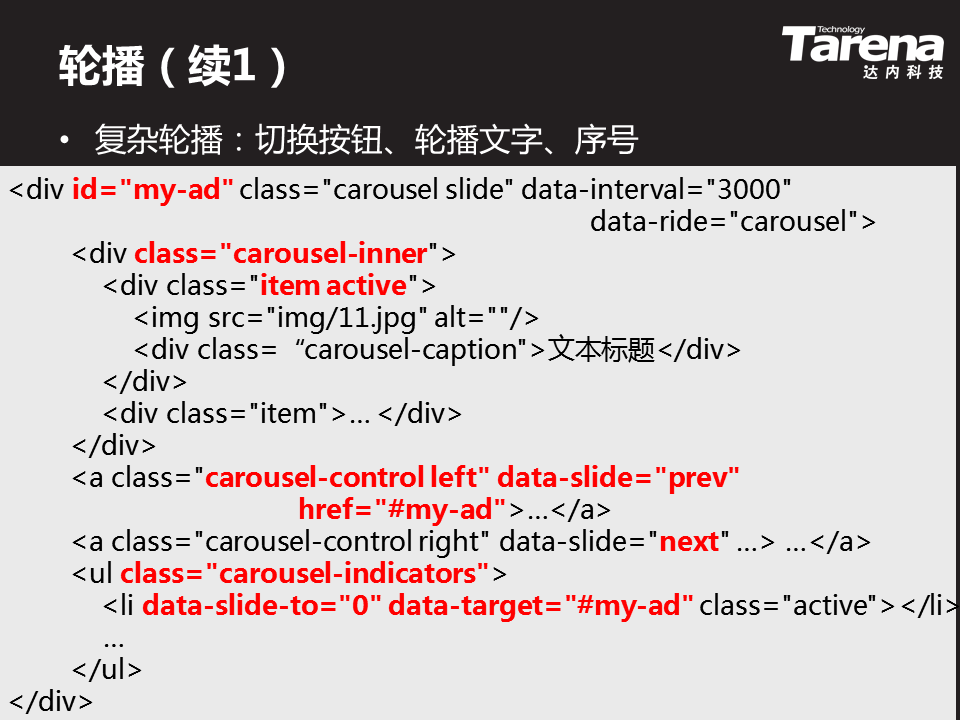 轮播（续1）
Technology
Tarena
达内科技
• 复杂轮播：切换按钮、轮播文字、序号
<div id="my-ad" class="carousel slide" data-interval="3000"
data-ride="carousel">
<div class="carousel-inner">
<div class="item active">
<img src="img/11.jpg" alt=""/>
<div class=“carousel-caption">文本标题</div>
</div>
<div class="item">... </div>
</div>
<a class="carousel-control left" data-slide="prev"
href="#my-ad">...</a>
<a class="carousel-control right" data-slide="next" ...> ...</a>
<ul class="carousel-indicators">
<li data-slide-to="0" data-target="#my-ad" class="active"></li>
...
</ul>
</div>